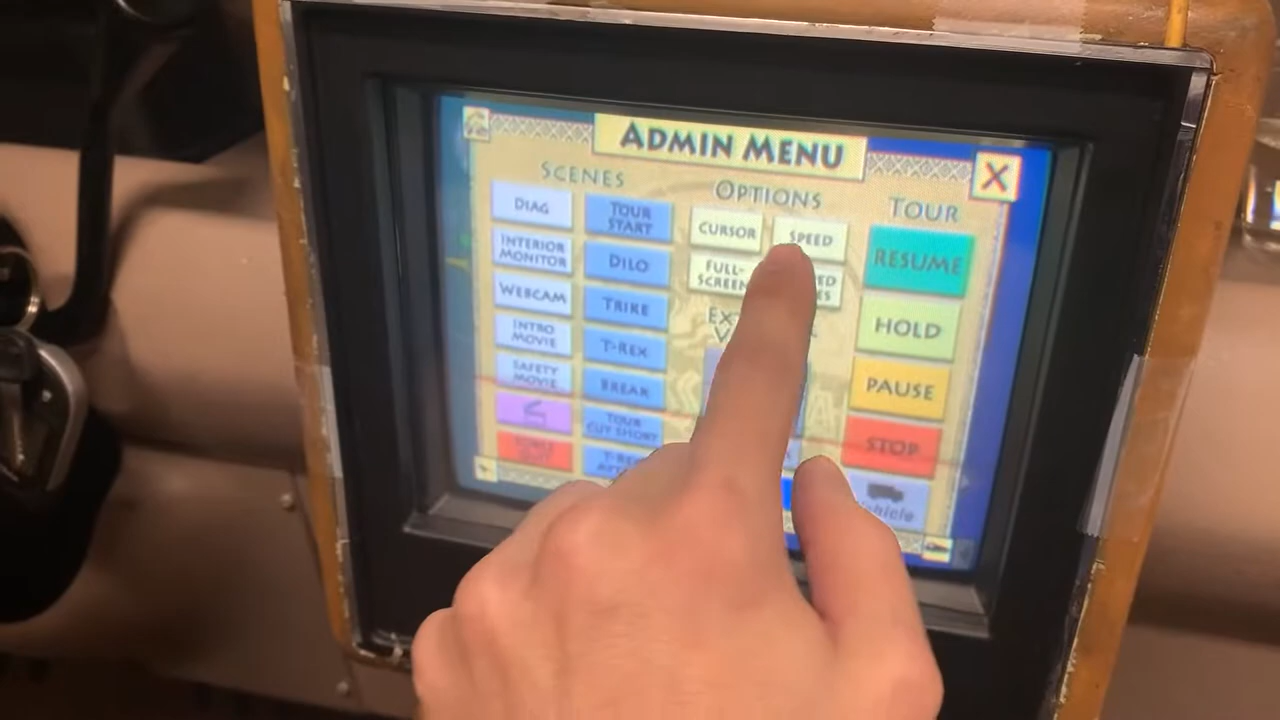 ADMIN MENU
X
SCENES
OPTIONS
TOUR
DIAG
INTERIOR
MONITOR
WEBCAM
INTRO
MOVIE
SAFETY
MOVIE
TOUR
START
DILO
TRIKE
T-REX
BREAK
TOUR
CUT SHORT
T-REX
CURSOR
SPEED
FULL-
SCREEN
RESUME
HOLD
PAUSE
STOP